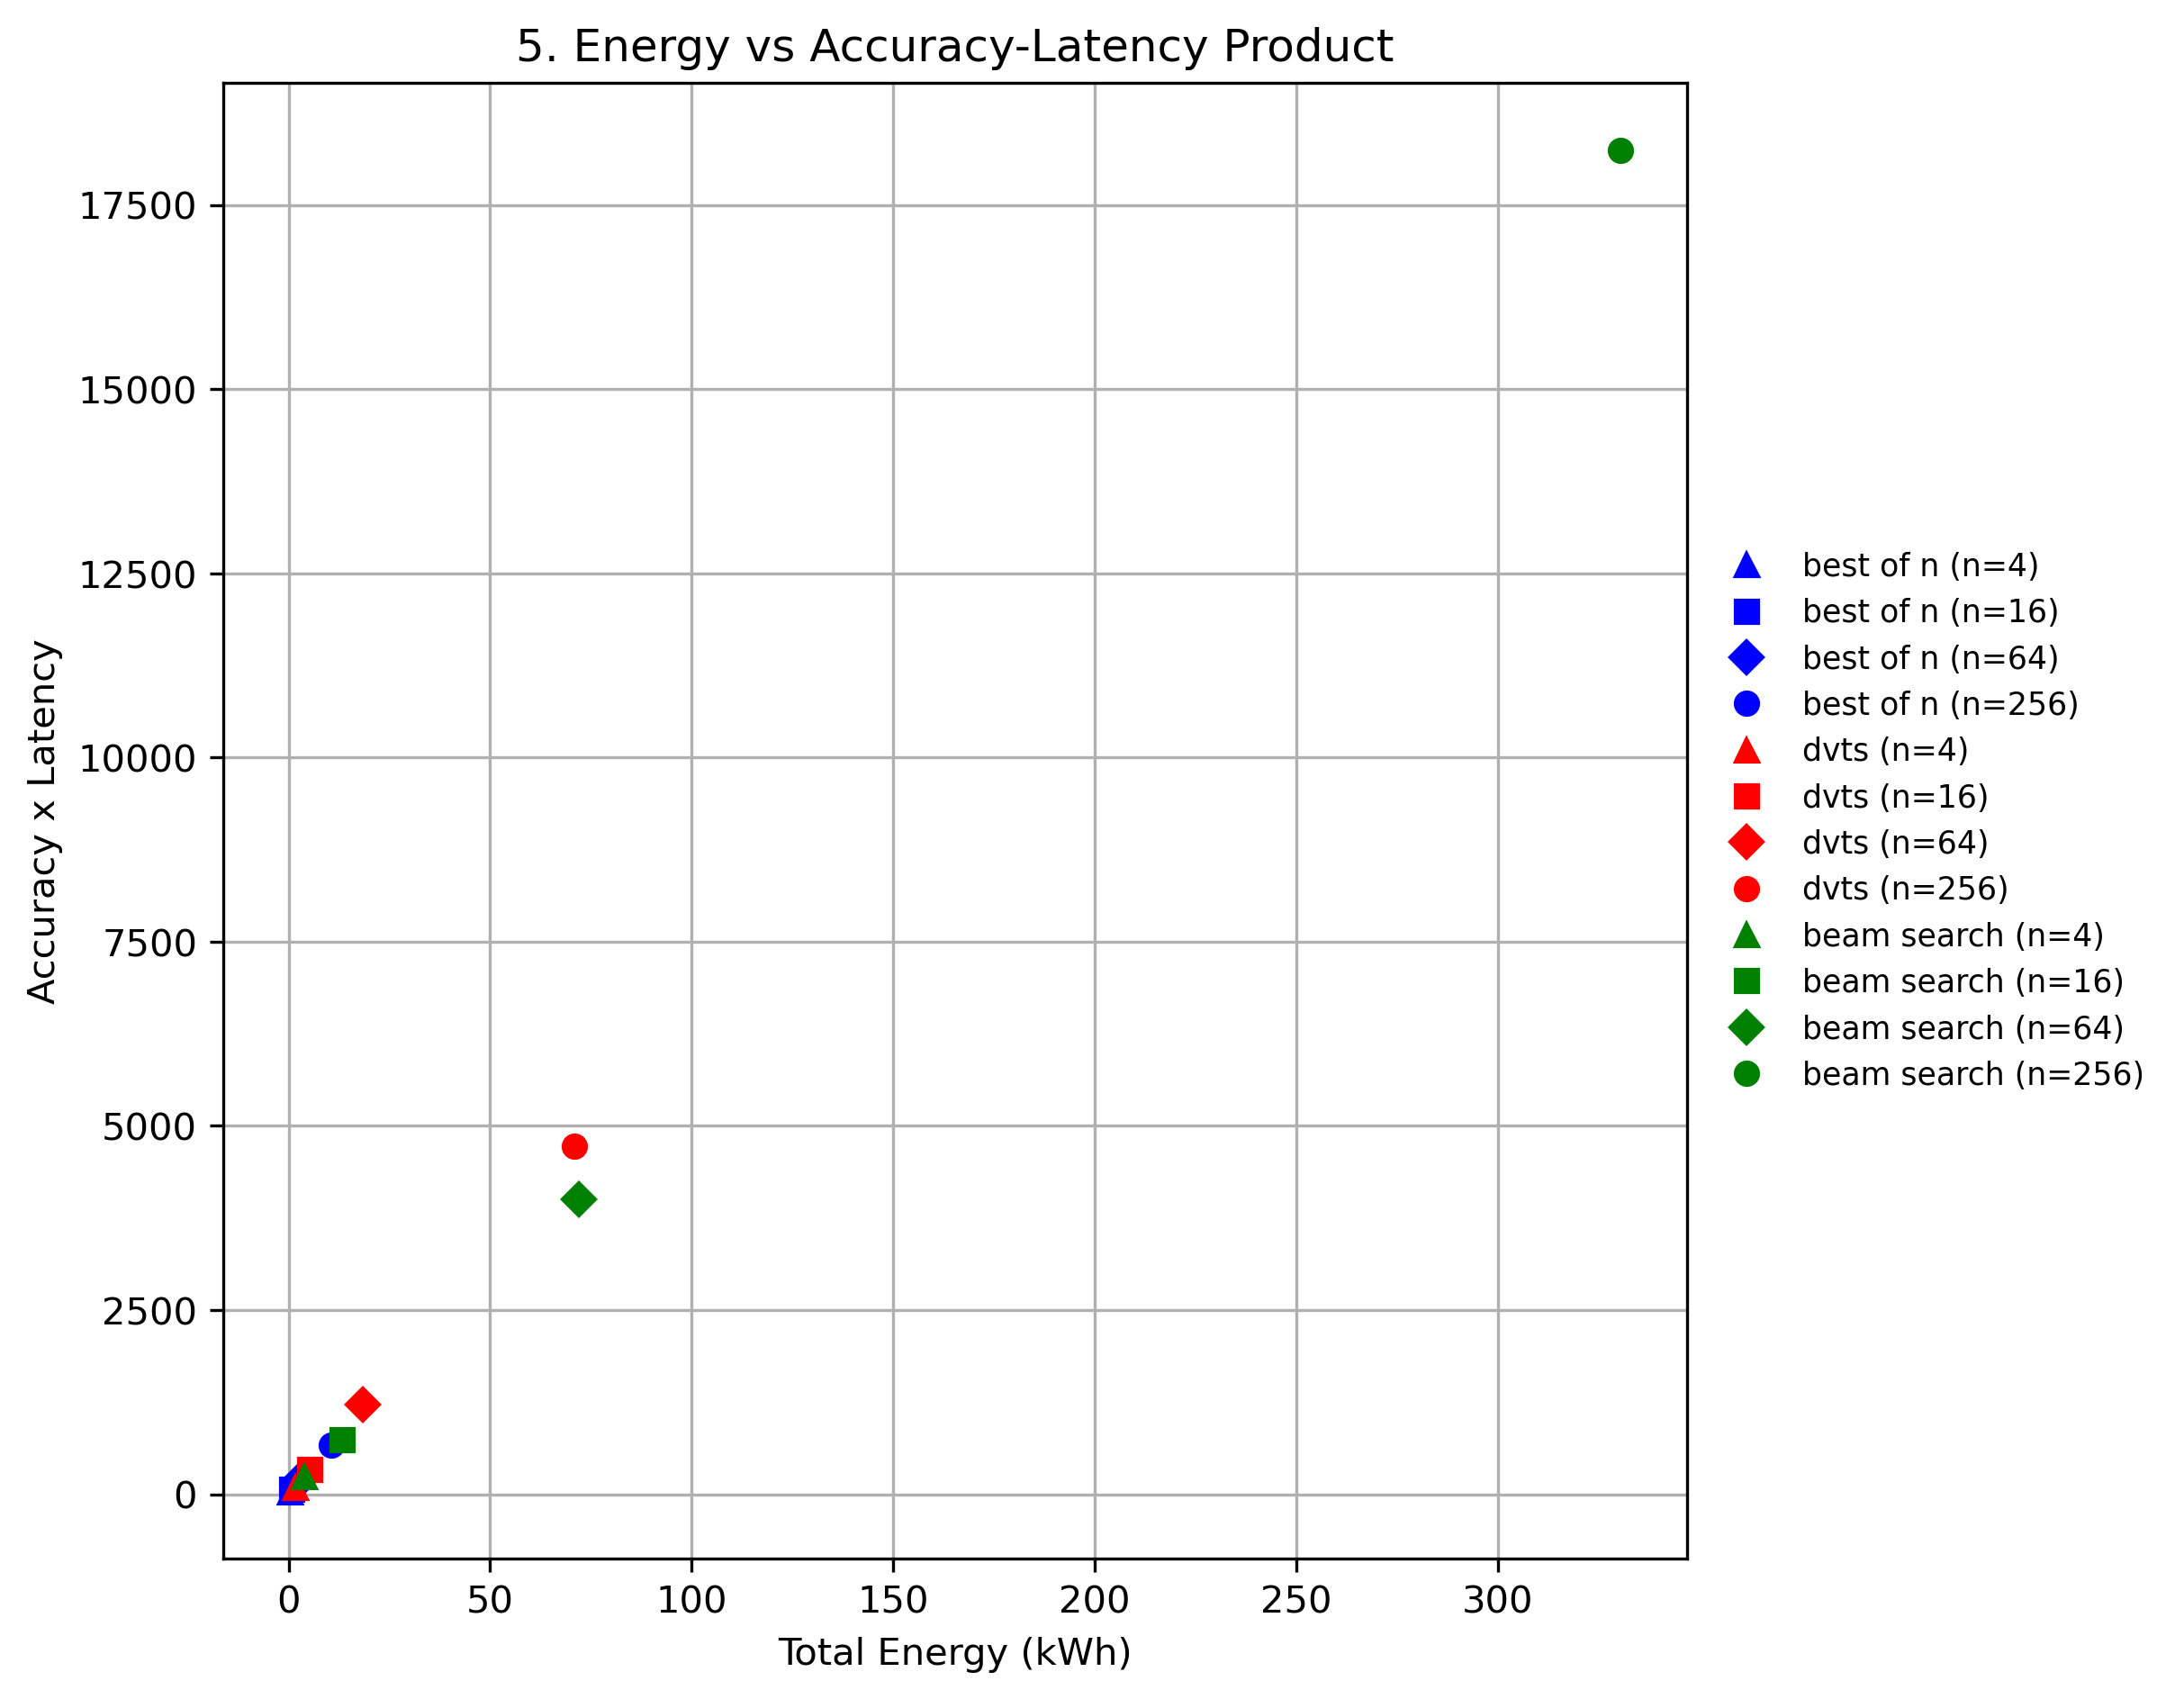 5. Energy vs Accuracy-Latency Product
Accuracy x Latency
17500
15000
12500
10000
7500
5000
2500
0
0 50 100 150 200 250 300
Total Energy (kWh)
best of n (n=4)
best of n (n=16)
best of n (n=64)
best of n (n=256)
dvts (n=4)
dvts (n=16)
dvts (n=64)
dvts (n=256)
beam search (n=4)
beam search (n=16)
beam search (n=64)
beam search (n=256)